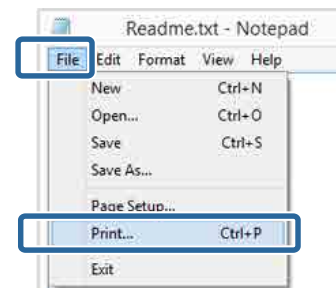 Readme.txt - Notepad
File Edit Format View Help
New Ctrl+N
Open... Ctrl+O
Save Ctrl+S
Save As...
Page Setup...
Print... Ctrl+P
Exit